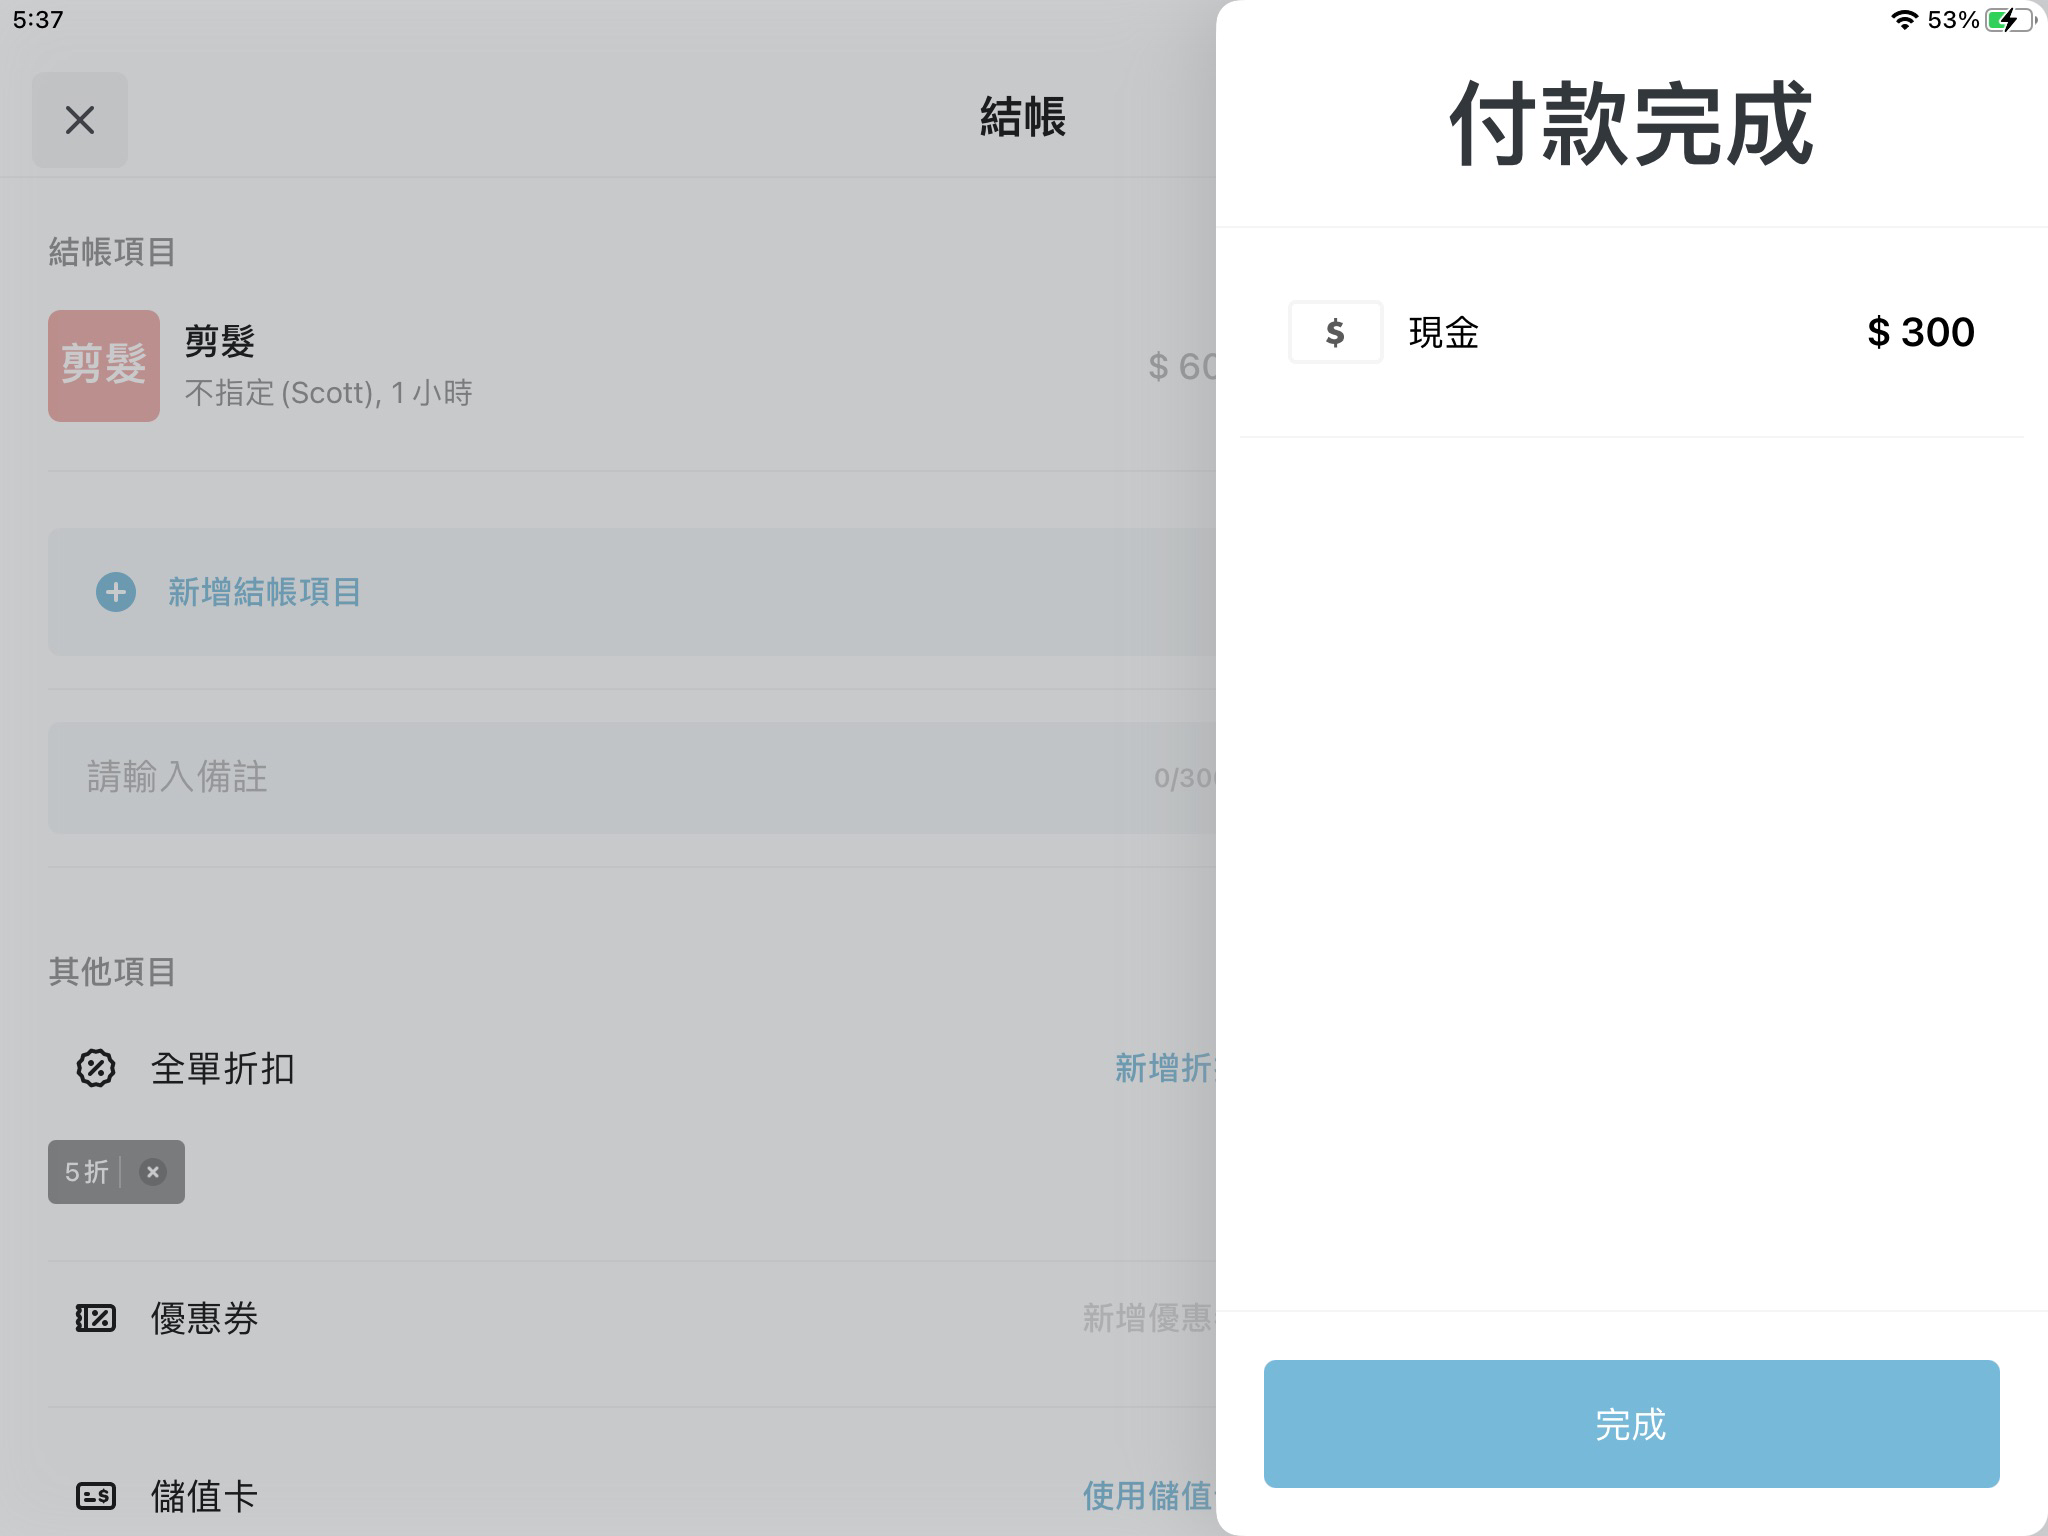 5:37
53%
結帳
付款完成
結帳項目
剪髮
剪髮
不指定 (Scott), 1 小時
$ 60
$ 現金
$ 300
新增結帳項目
請輸入備註
0/30
其他項目
全單折扣
新增折
5 折
優惠券
新增優惠
儲值卡
使用儲值
完成